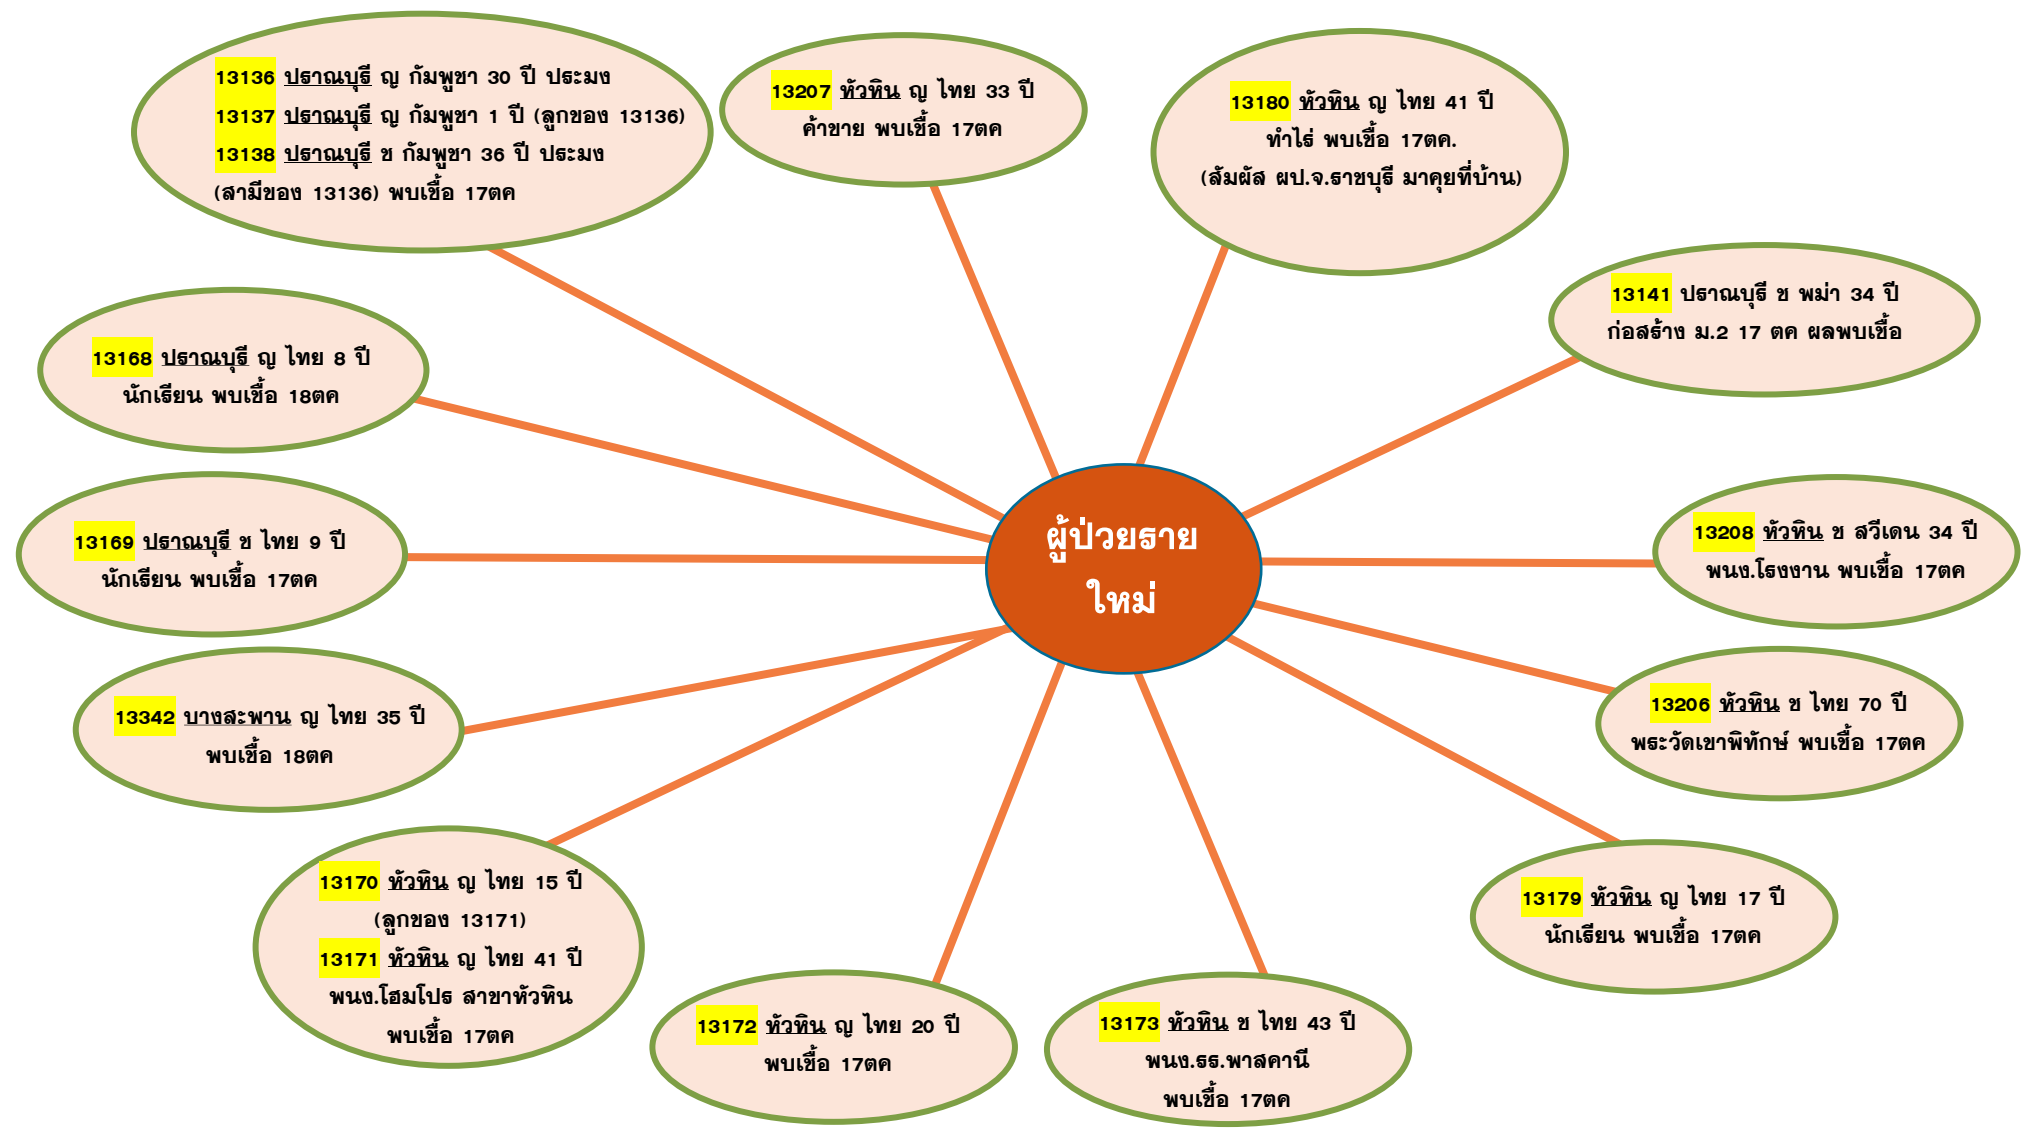 13136 ปราณบุรี ญ กัมพูชา 30 ปี ประมง
13137 ปราณบุรี ญ กัมพูชา 1 ปี (ลูกของ 13136)
13138 ปราณบุรี ช กัมพูชา 36 ปี ประมง
(สามีของ 13136) พบเชื้อ 17ตค
13207 หัวหิน ญ ไทย 33 ปี
ค้าขาย พบเชื้อ 17ตค
13180 หัวหิน ญ ไทย 41 ปี
ทำไร่ พบเชื้อ 17ตค.
(สัมผัส ผป.จ.ราชบุรี มาคุยที่บ้าน)
13141 ปราณบุรี ช พม่า 34 ปี
ก่อสร้าง ม.2 17 ตค ผลพบเชื้อ
13168 ปราณบุรี ญ ไทย 8 ปี
นักเรียน พบเชื้อ 18ตค
13169 ปราณบุรี ช ไทย 9 ปี
นักเรียน พบเชื้อ 17ตค
ผู้ป่วยราย
ใหม่
13208 หัวหิน ช สวีเดน 34 ปี
พนง.โรงงาน พบเชื้อ 17ตค
13342 บางสะพาน ญ ไทย 35 ปี
พบเชื้อ 18ตค
13206 หัวหิน ช ไทย 70 ปี
พระวัดเขาพิทักษ์ พบเชื้อ 17ตค
13170 หัวหิน ญ ไทย 15 ปี
(ลูกของ 13171)
13171 หัวหิน ญ ไทย 41 ปี
พนง.โฮมโปร สาขาหัวหิน
พบเชื้อ 17ตค
13172 หัวหิน ญ ไทย 20 ปี
พบเชื้อ 17ตค
13173 หัวหิน ช ไทย 43 ปี
พนง.รร.พาสคานี
พบเชื้อ 17ตค
13179 หัวหิน ญ ไทย 17 ปี
นักเรียน พบเชื้อ 17ตค